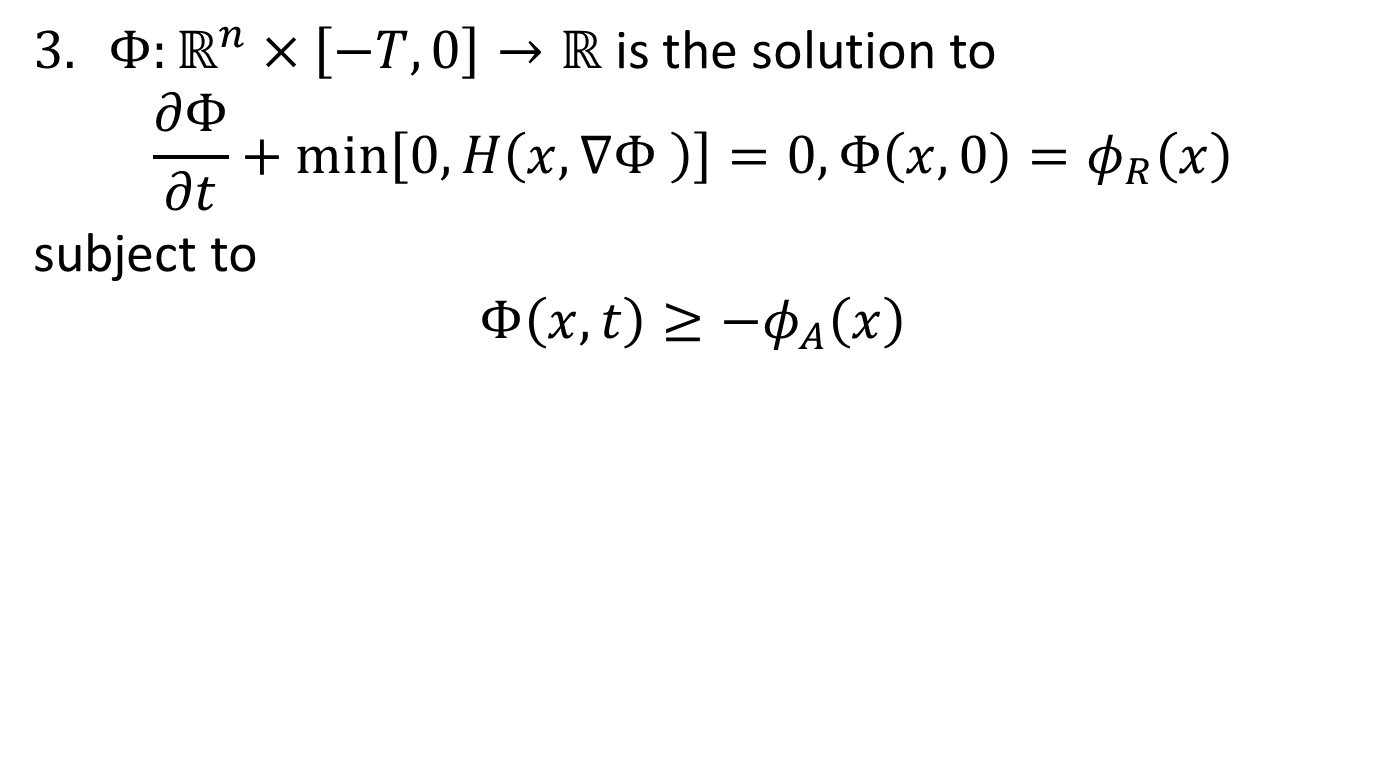 3. Φ: ℝⁿ × [−T, 0] → ℝ is the solution to
∂Φ/∂t + min[0, H(x, ∇Φ )] = 0, Φ(x, 0) = ϕ_R(x)
subject to
Φ(x, t) ≥ −ϕ_A(x)